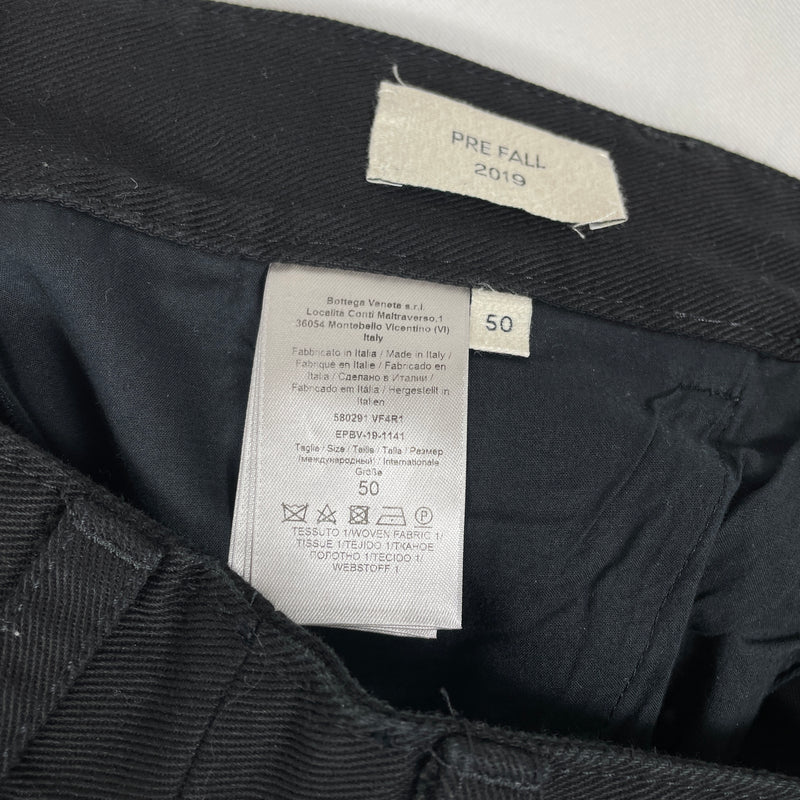 PRE FALL
2019
50
Bottega Veneta s.r.l.
Località Conti Maltraverso,1
36054 Montebello Vicentino (VI)
Italy
Fabbricato in Italia / Made in Italy /
Fabriqué en Italie / Fabricado en
Italia / Сделано в Италии /
Fabricado em Itália / Hergestellt in
Italien
580291 VF4R1
EPBV-19-1141
Taglia / Size / Taille / Talla / Размер
(международный) / Internationale
Größe
50
P
TESSUTO 1/WOVEN FABRIC 1/
TISSUE 1/TEJIDO 1/ТКАНОЕ
ПОЛОТНО 1/TECIDO 1/
WEBSTOFF 1